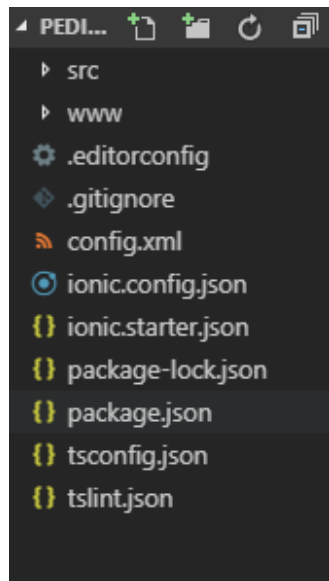 PEDI...
src
www
.editorconfig
.gitignore
config.xml
ionic.config.json
ionic.starter.json
package-lock.json
package.json
tsconfig.json
tslint.json